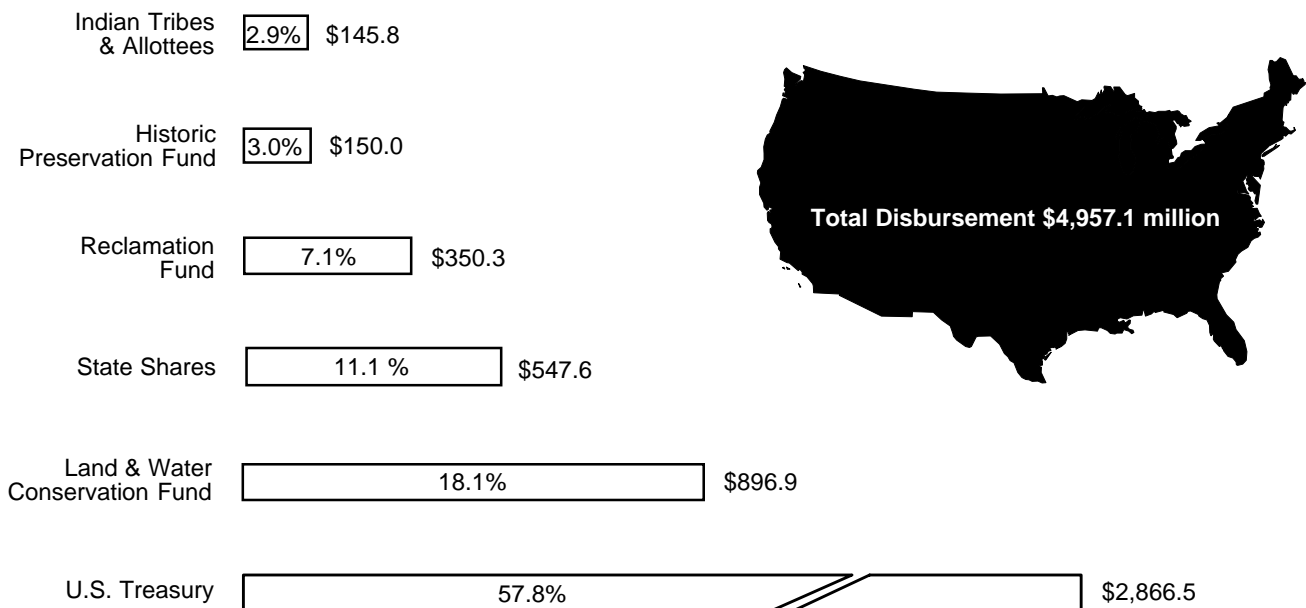 Indian Tribes
& Allottees
2.9%
$145.8
Historic
Preservation Fund
3.0%
$150.0
Total Disbursement $4,957.1 million
Reclamation
Fund
7.1%
$350.3
State Shares
11.1 %
$547.6
Land & Water
Conservation Fund
18.1%
$896.9
U.S. Treasury
57.8%
$2,866.5